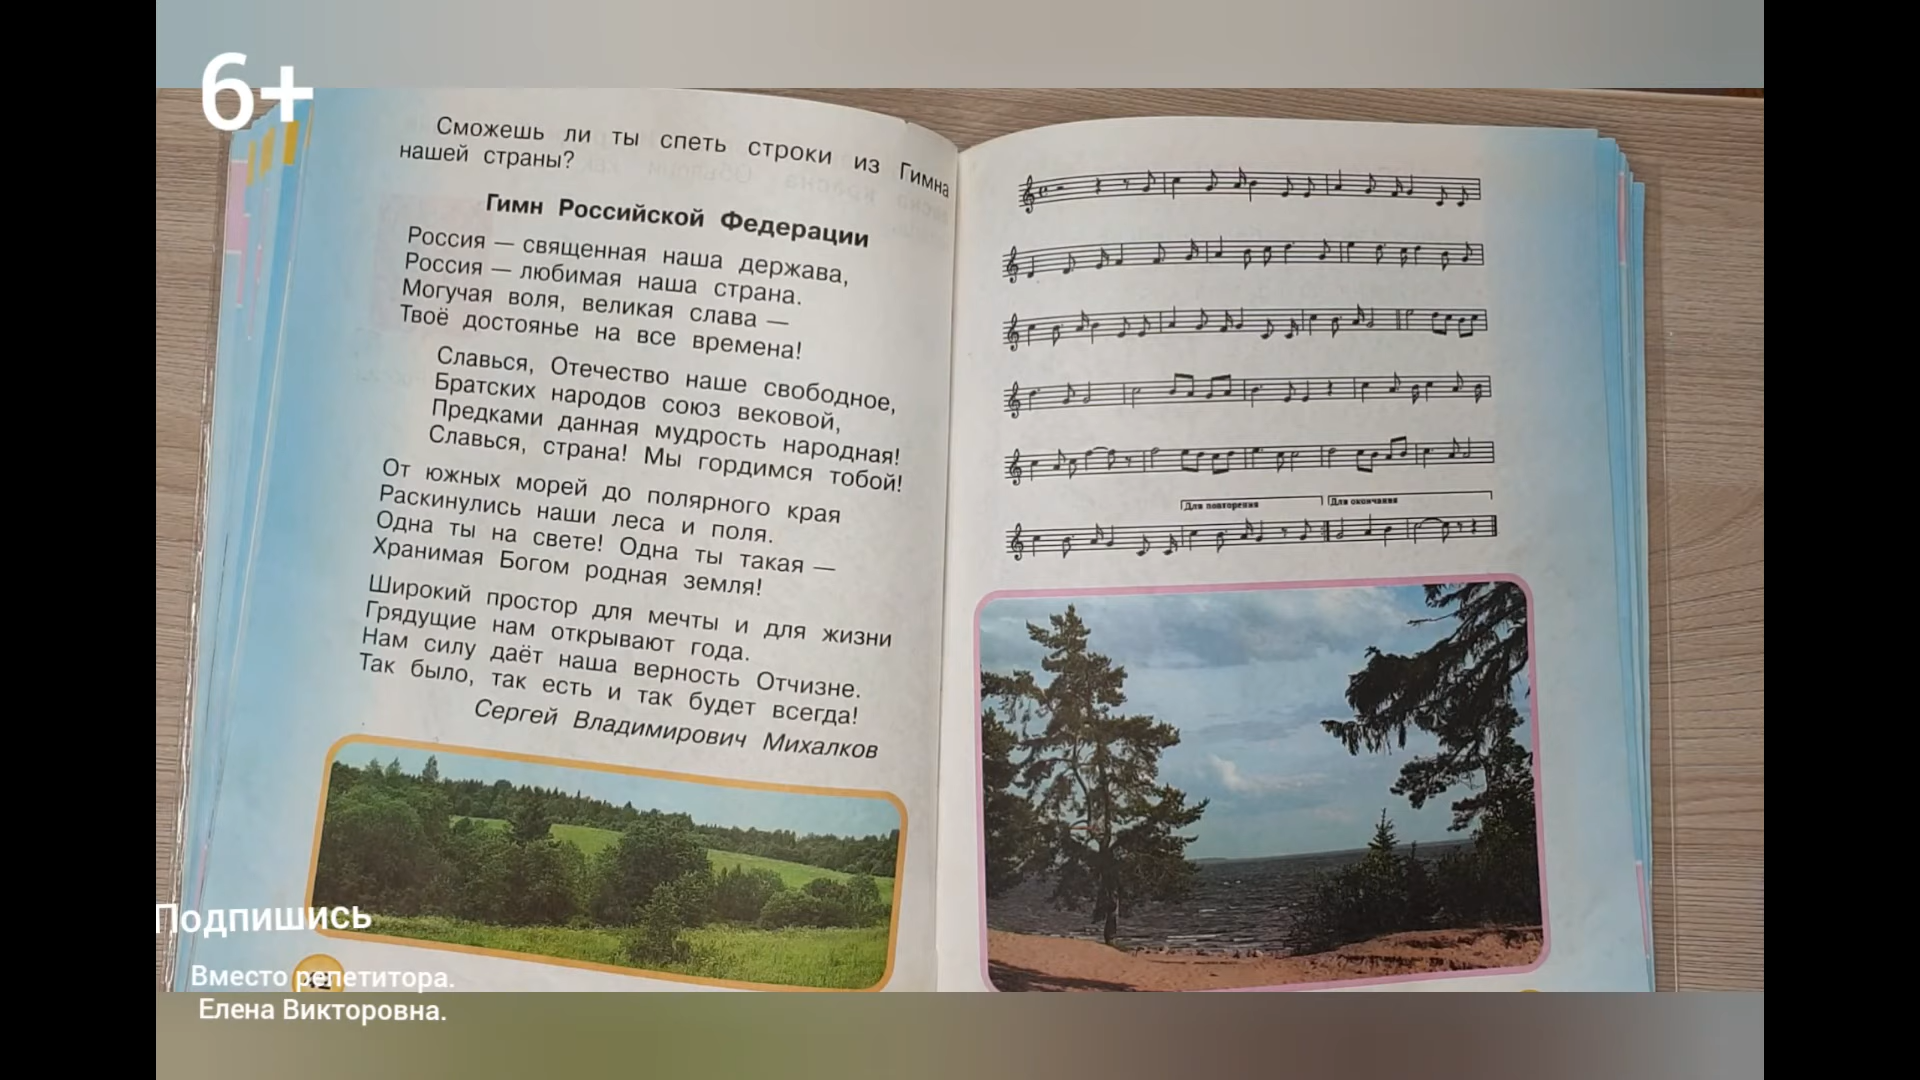 6+
Сможешь ли ты спеть строки из Гимна
нашей страны?
Гимн Российской Федерации
Россия — священная наша держава,
Россия — любимая наша страна.
Могучая воля, великая слава —
Твоё достоянье на все времена!
Славься, Отечество наше свободное,
Братских народов союз вековой,
Предками данная мудрость народная!
Славься, страна! Мы гордимся тобой!
От южных морей до полярного края
Раскинулись наши леса и поля.
Одна ты на свете! Одна ты такая —
Хранимая Богом родная земля!
Широкий простор для мечты и для жизни
Грядущие нам открывают года.
Нам силу даёт наша верность Отчизне.
Так было, так есть и так будет всегда!
Сергей Владимирович Михалков
Для повторения
Для окончания
Подпишись
Вместо репетитора.
Елена Викторовна.